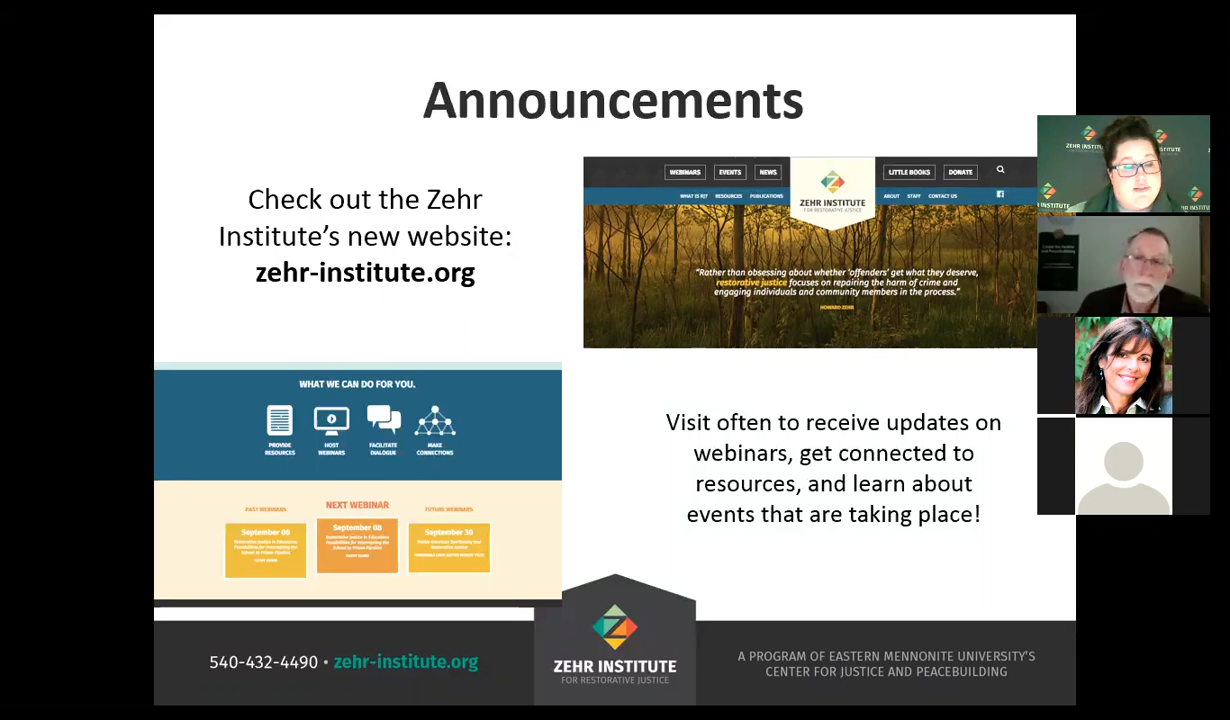 Announcements
Check out the Zehr
Institute's new website:
zehr-institute.org
WEBINARS
EVENTS
NEWS
LITTLE BOOKS
DONATE
WHAT IS RJ?
RESOURCES
PUBLICATIONS
ZEHR INSTITUTE
FOR RESTORATIVE JUSTICE
ABOUT
STAFF
CONTACT US
"Rather than obsessing about whether 'offenders' get what they deserve,
restorative justice focuses on repairing the harm of crime and
engaging individuals and community members in the process."
HOWARD ZEHR
ZEHR INSTITUTE
WHAT WE CAN DO FOR YOU.
PROVIDE
RESOURCES
HOST
WEBINARS
FACILITATE
DIALOGUE
MAKE
CONNECTIONS
PAST WEBINARS
NEXT WEBINAR
FUTURE WEBINARS
September 06
September 08
September 30
Visit often to receive updates on
webinars, get connected to
resources, and learn about
events that are taking place!
540-432-4490 • zehr-institute.org
ZEHR INSTITUTE
FOR RESTORATIVE JUSTICE
A PROGRAM OF EASTERN MENNONITE UNIVERSITY'S
CENTER FOR JUSTICE AND PEACEBUILDING